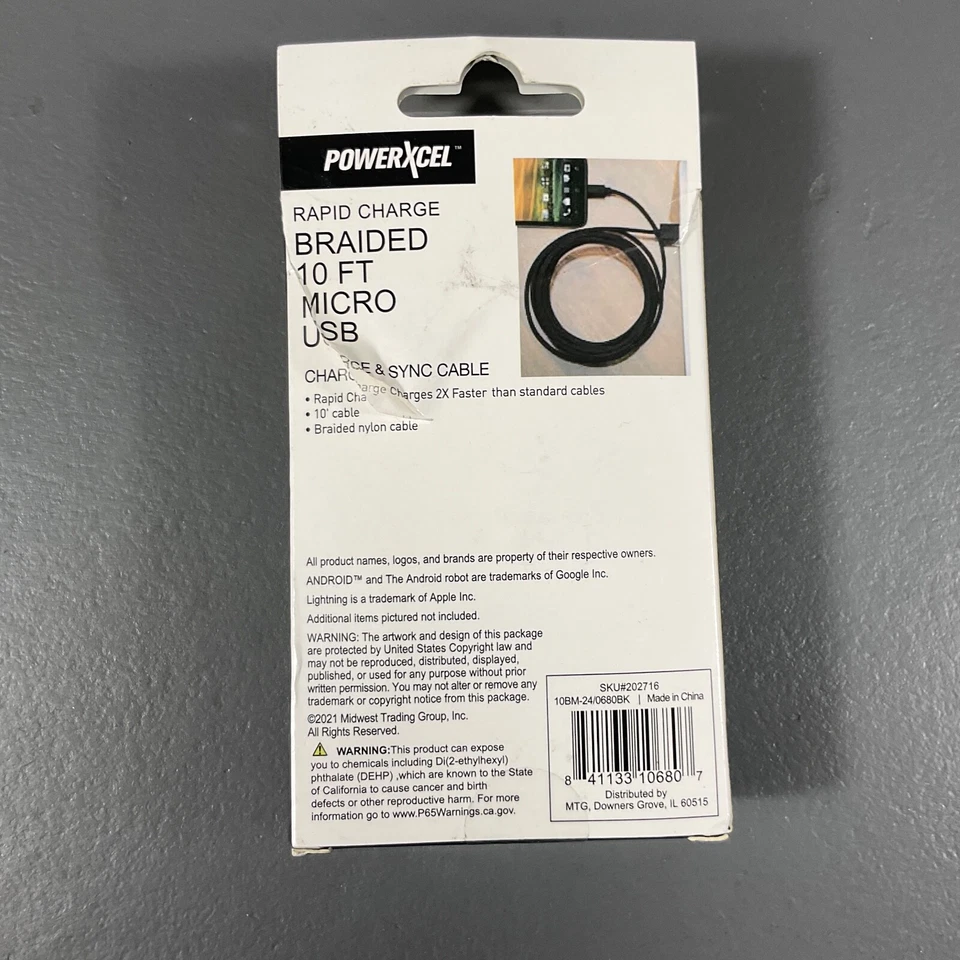 POWERXCEL™
RAPID CHARGE
BRAIDED
10 FT
MICRO
USB
CHARGE & SYNC CABLE
• Rapid Charge Charges 2X Faster than standard cables
• 10' cable
• Braided nylon cable
All product names, logos, and brands are property of their respective owners.
ANDROID™ and The Android robot are trademarks of Google Inc.
Lightning is a trademark of Apple Inc.
Additional items pictured not included.
WARNING: The artwork and design of this package
are protected by United States Copyright law and
may not be reproduced, distributed, displayed,
published, or used for any purpose without prior
written permission. You may not alter or remove any
trademark or copyright notice from this package.
©2021 Midwest Trading Group, Inc.
All Rights Reserved.
WARNING:This product can expose
you to chemicals including Di(2-ethylhexyl)
phthalate (DEHP) ,which are known to the State
of California to cause cancer and birth
defects or other reproductive harm. For more
information go to www.P65Warnings.ca.gov.
SKU#202716
10BM-24/0680BK | Made in China
8 41133 10680 7
Distributed by
MTG, Downers Grove, IL 60515